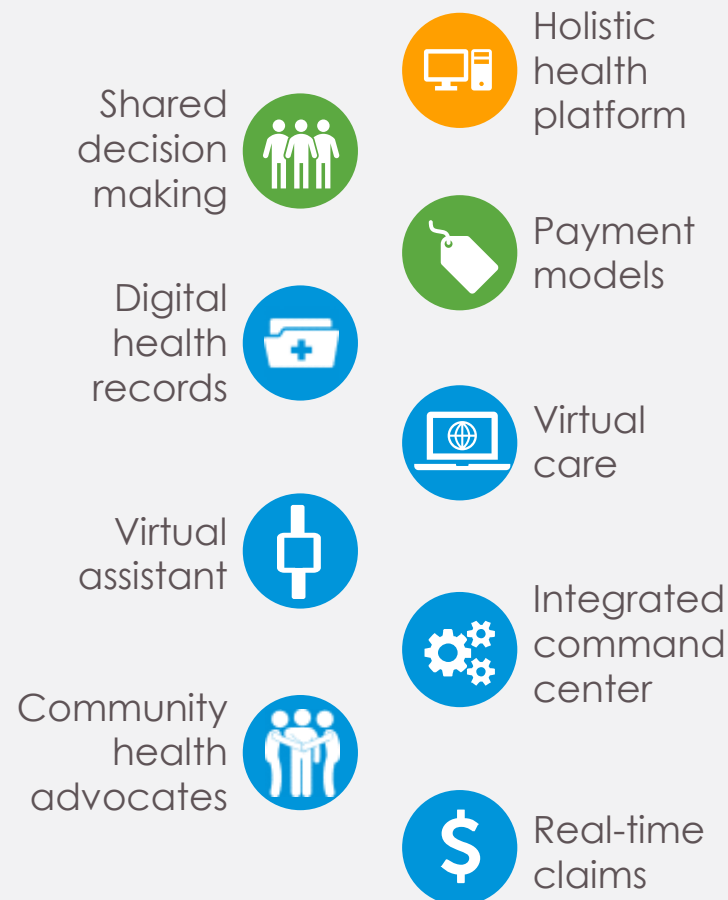 Holistic
health
platform
Shared
decision
making
Payment
models
Digital
health
records
Virtual
care
Virtual
assistant
Integrated
command
center
Community
health
advocates
Real-time
claims
$